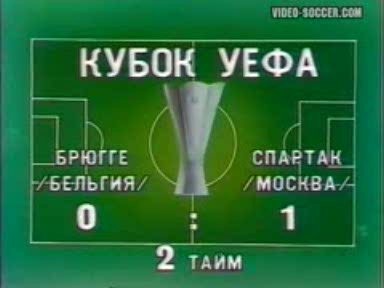 VIDEO-SOCCER.COM
КУБОК УЕФА
БРЮГГЕ СПАРТАК
/БЕЛЬГИЯ/ /МОСКВА/
0 : 1
2 ТАЙМ